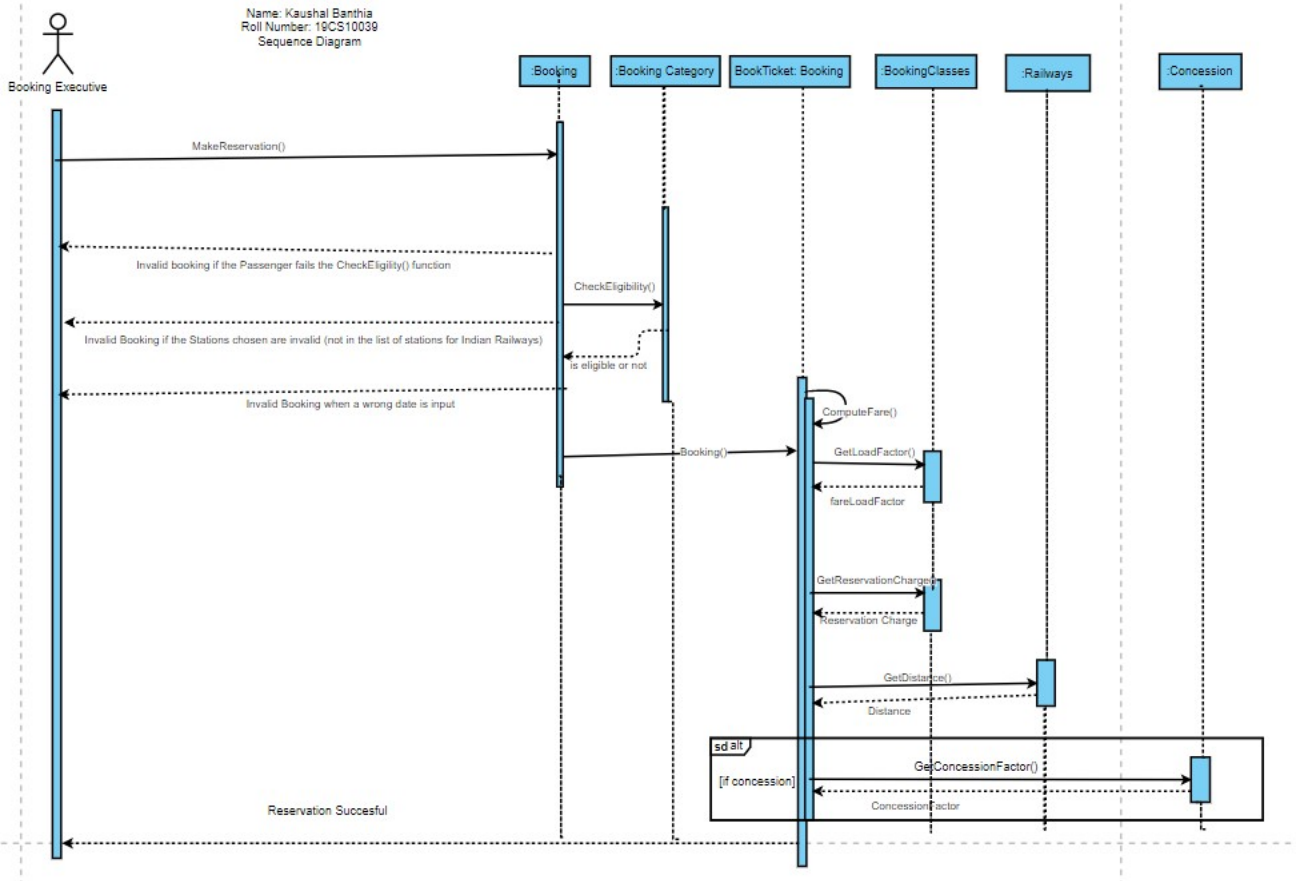 Name: Kaushal Banthia
Roll Number: 19CS10039
Sequence Diagram
Booking Executive
:Booking
:Booking Category
BookTicket: Booking
:BookingClasses
:Railways
:Concession
MakeReservation()
Invalid booking if the Passenger fails the CheckEligility() function
CheckEligibility()
Invalid Booking if the Stations chosen are invalid (not in the list of stations for Indian Railways)
is eligible or not
Invalid Booking when a wrong date is input
ComputeFare()
Booking()
GetLoadFactor()
fareLoadFactor
GetReservationCharge()
Reservation Charge
GetDistance()
Distance
sd alt
[if concession]
GetConcessionFactor()
ConcessionFactor
Reservation Succesful